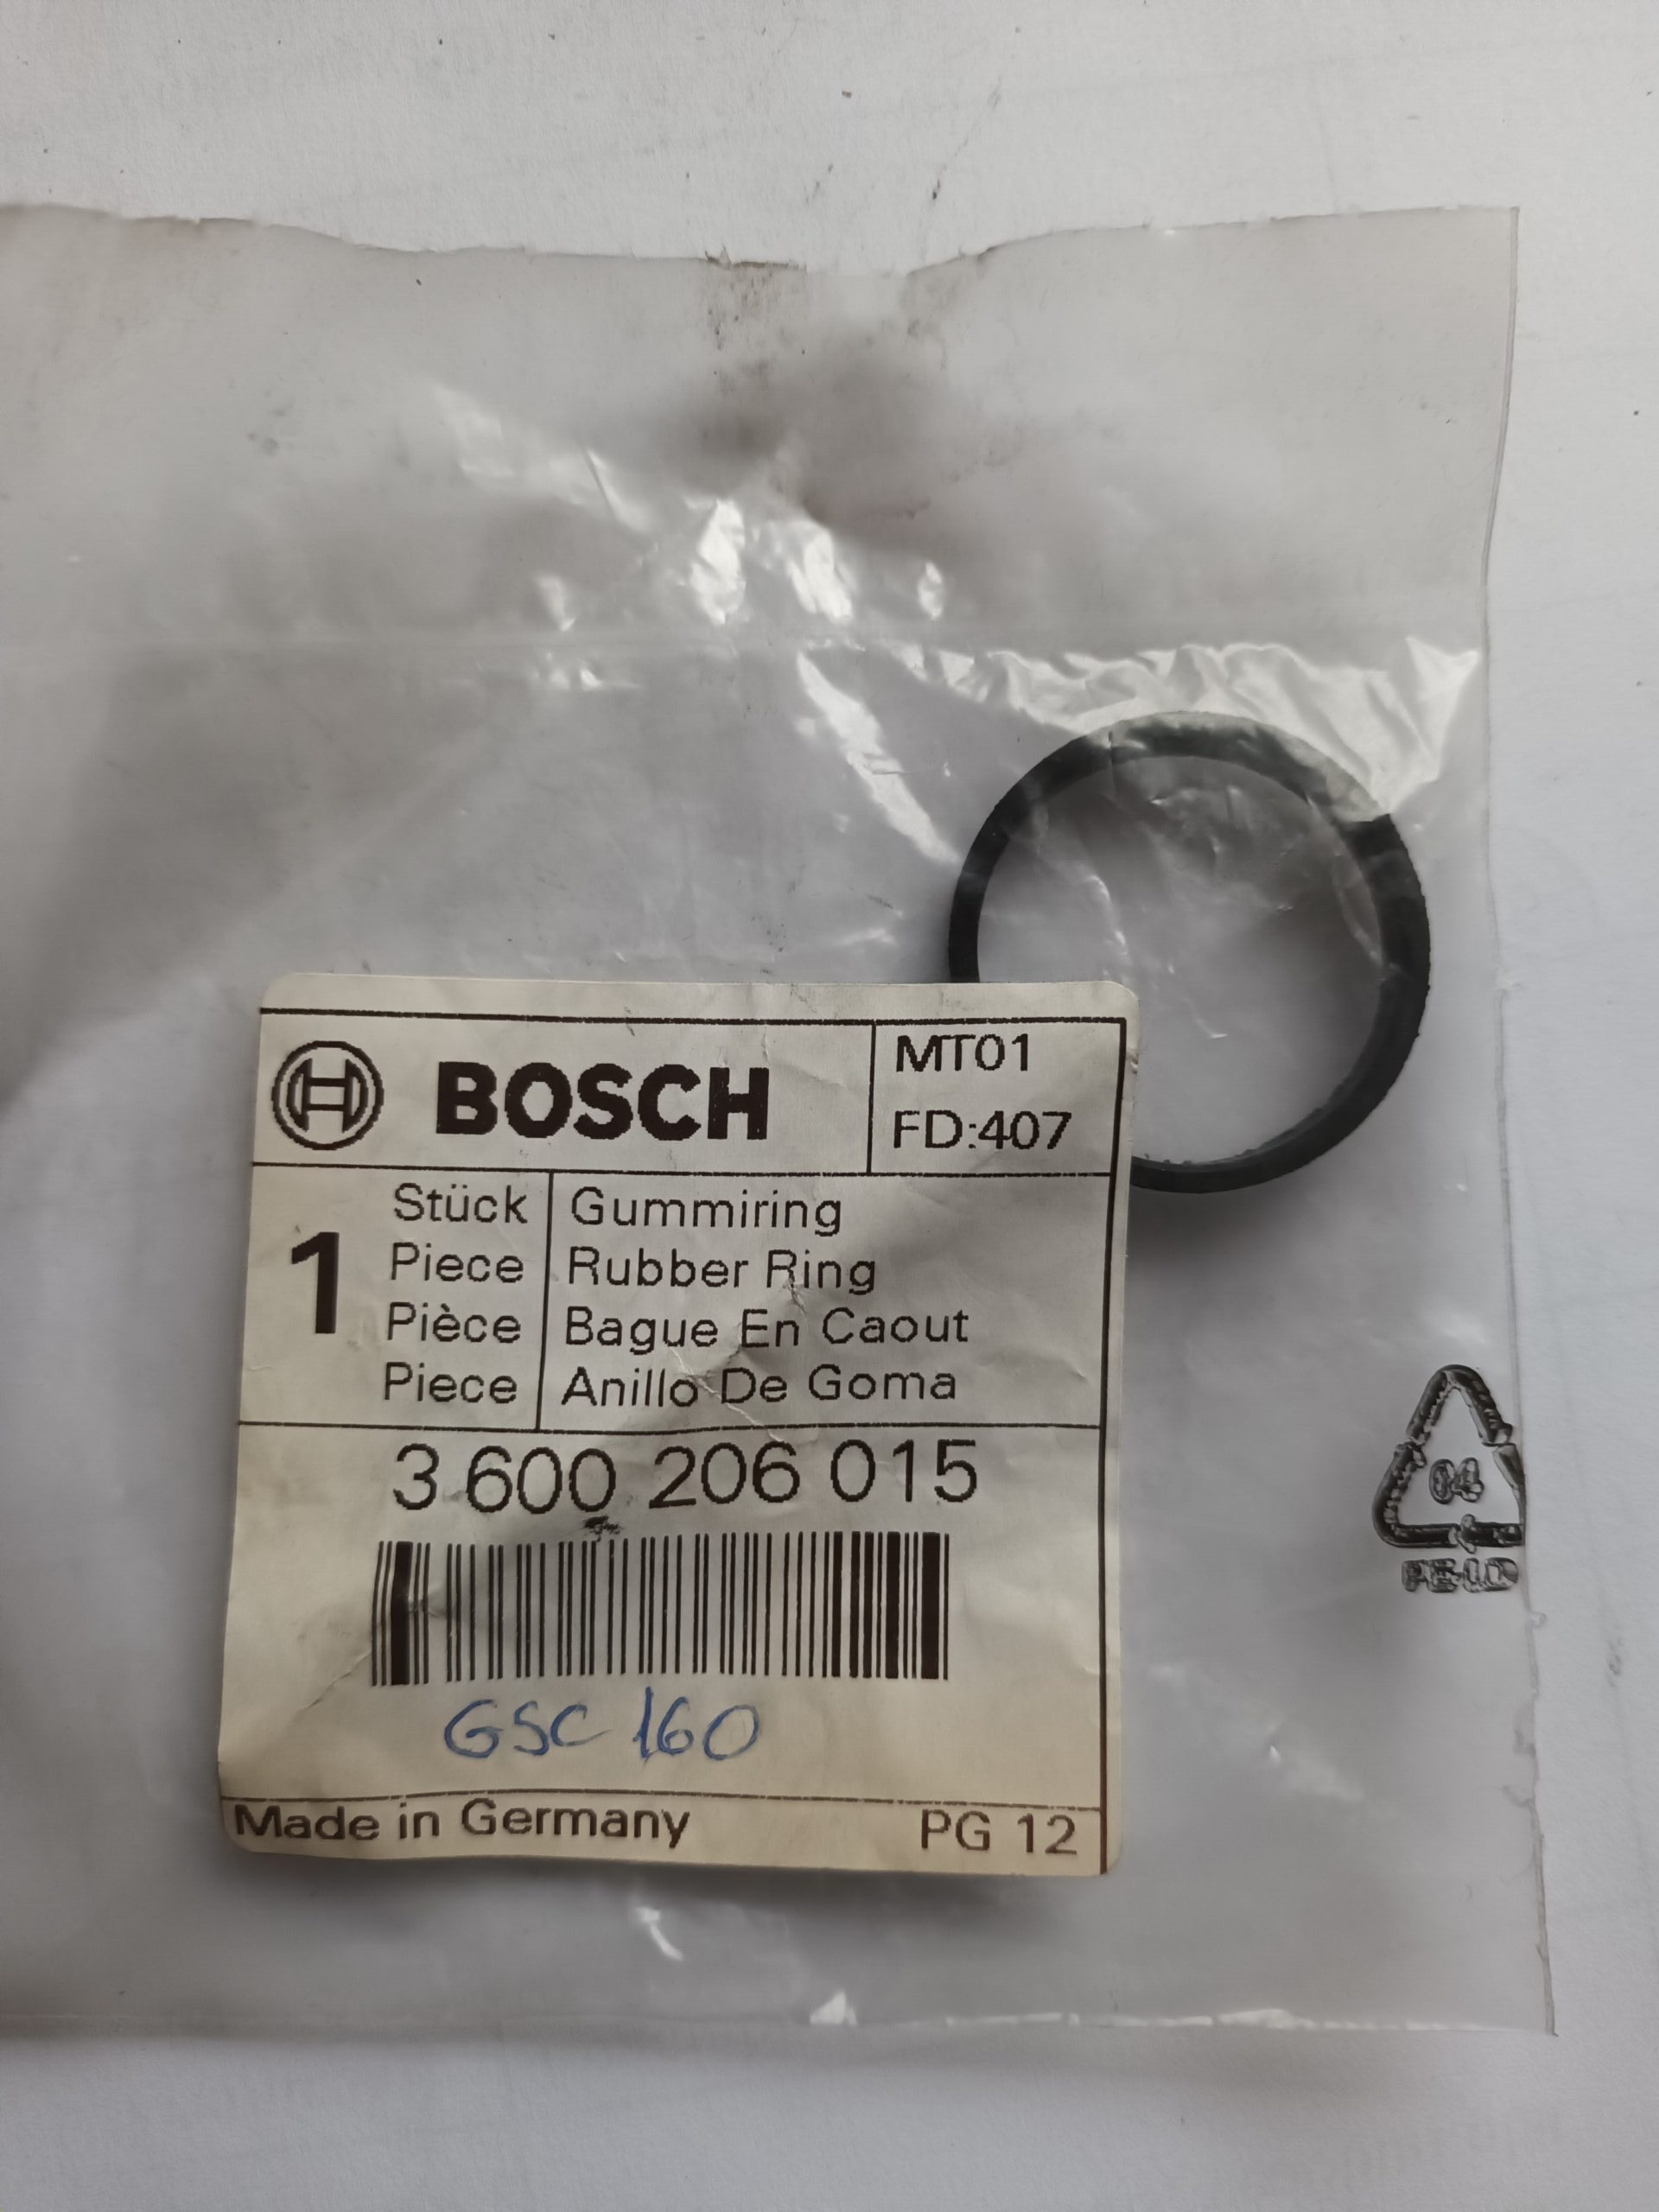 BOSCH
MT01
FD:407
1
Stück
Piece
Pièce
Piece
Gummiring
Rubber Ring
Bague En Caout
Anillo De Goma
3 600 206 015
GSC 160
Made in Germany
PG 12
04
PE-LD